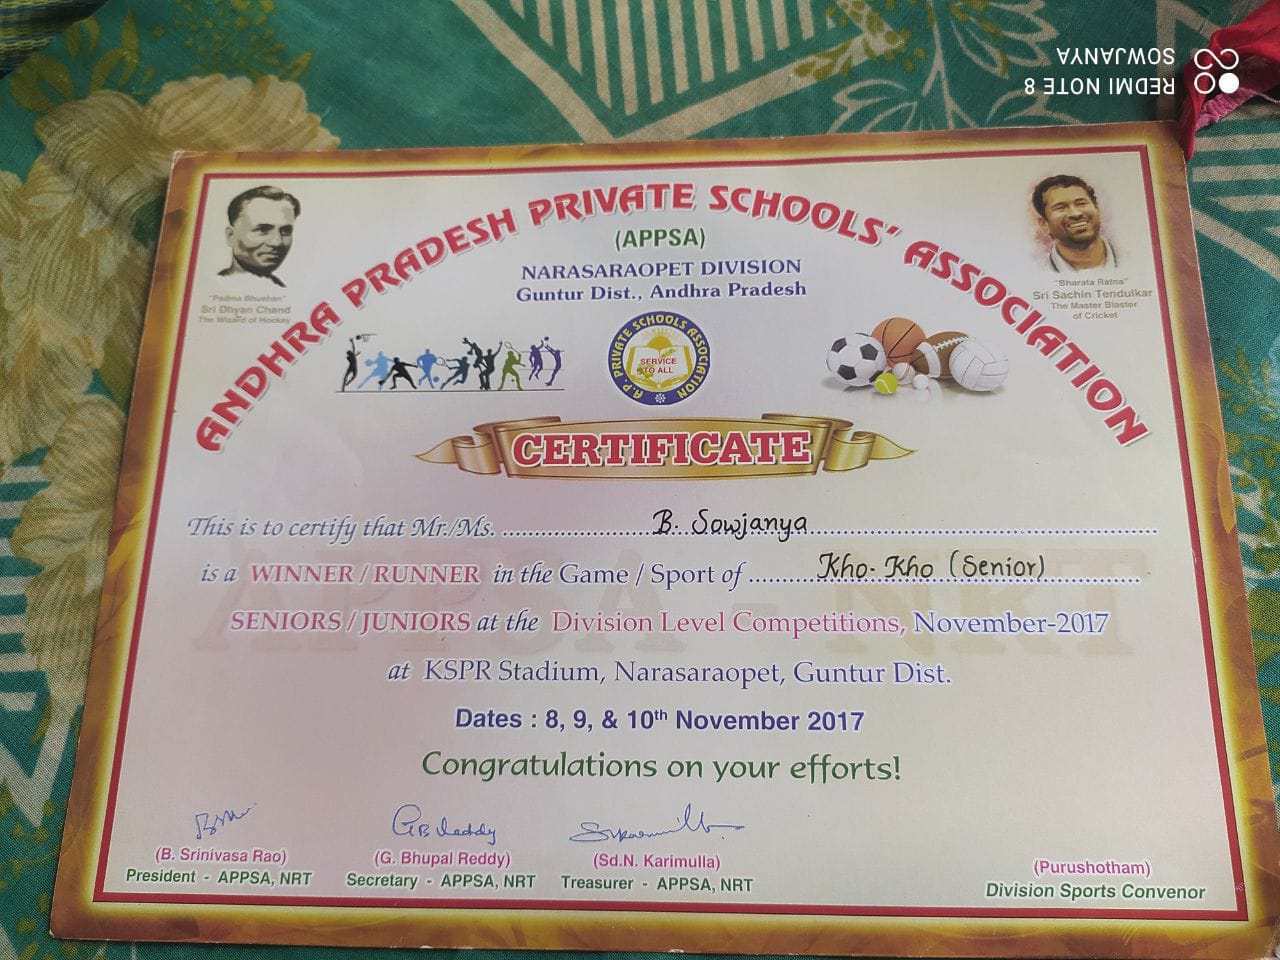 ANDHRA PRADESH PRIVATE SCHOOLS' ASSOCIATION
(APPSA)
NARASARAOPET DIVISION
Guntur Dist., Andhra Pradesh
"Padma Bhushan"
Sri Dhyan Chand
The Wizard of Hockey
"Bharata Ratna"
Sri Sachin Tendulkar
The Master Blaster
of Cricket
A.P. PRIVATE SCHOOLS ASSOCIATION
SERVICE
TO ALL
CERTIFICATE
This is to certify that Mr./Ms. B. Sowjanya
is a WINNER / RUNNER in the Game / Sport of Kho-Kho (Senior)
SENIORS / JUNIORS at the Division Level Competitions, November-2017
at KSPR Stadium, Narasaraopet, Guntur Dist.
Dates : 8, 9, & 10th November 2017
Congratulations on your efforts!
APPSA - NRT
(B. Srinivasa Rao)
President - APPSA, NRT
GB Reddy
(G. Bhupal Reddy)
Secretary - APPSA, NRT
(Sd.N. Karimulla)
Treasurer - APPSA, NRT
(Purushotham)
Division Sports Convenor
REDMI NOTE 8
SOWJANYA